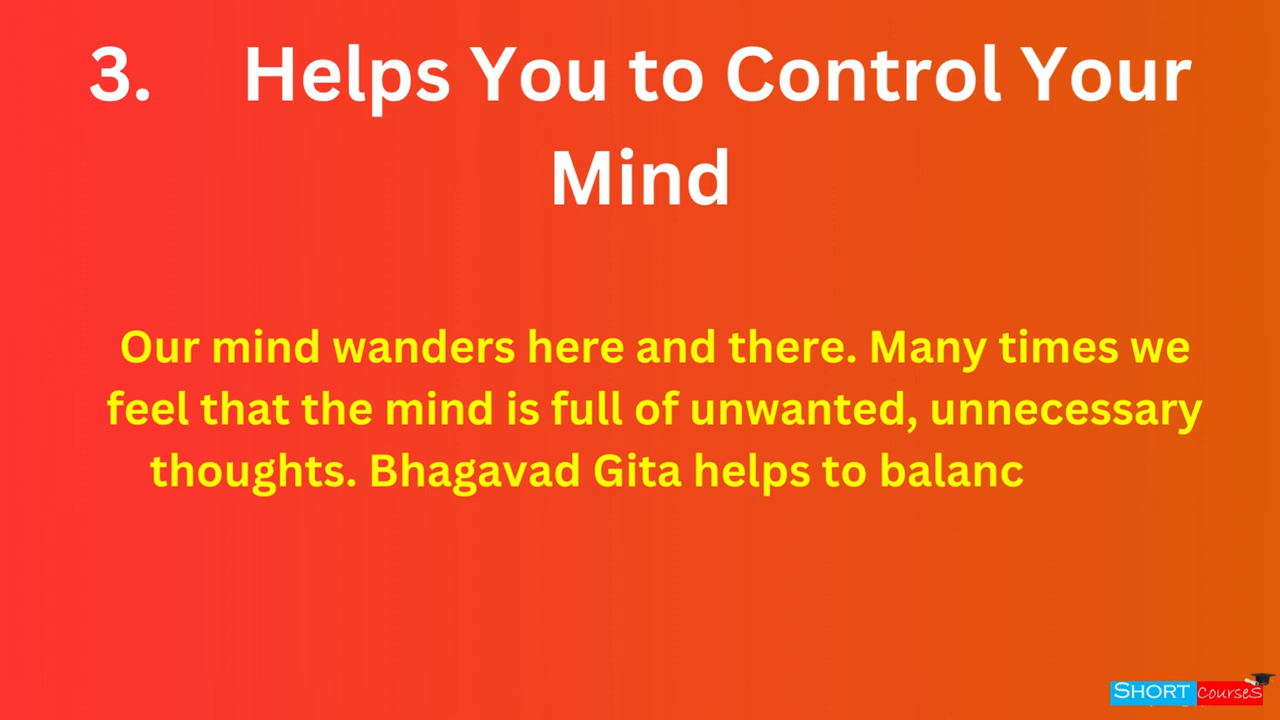 3. Helps You to Control Your
Mind
Our mind wanders here and there. Many times we
feel that the mind is full of unwanted, unnecessary
thoughts. Bhagavad Gita helps to balanc
SHORT CourseS